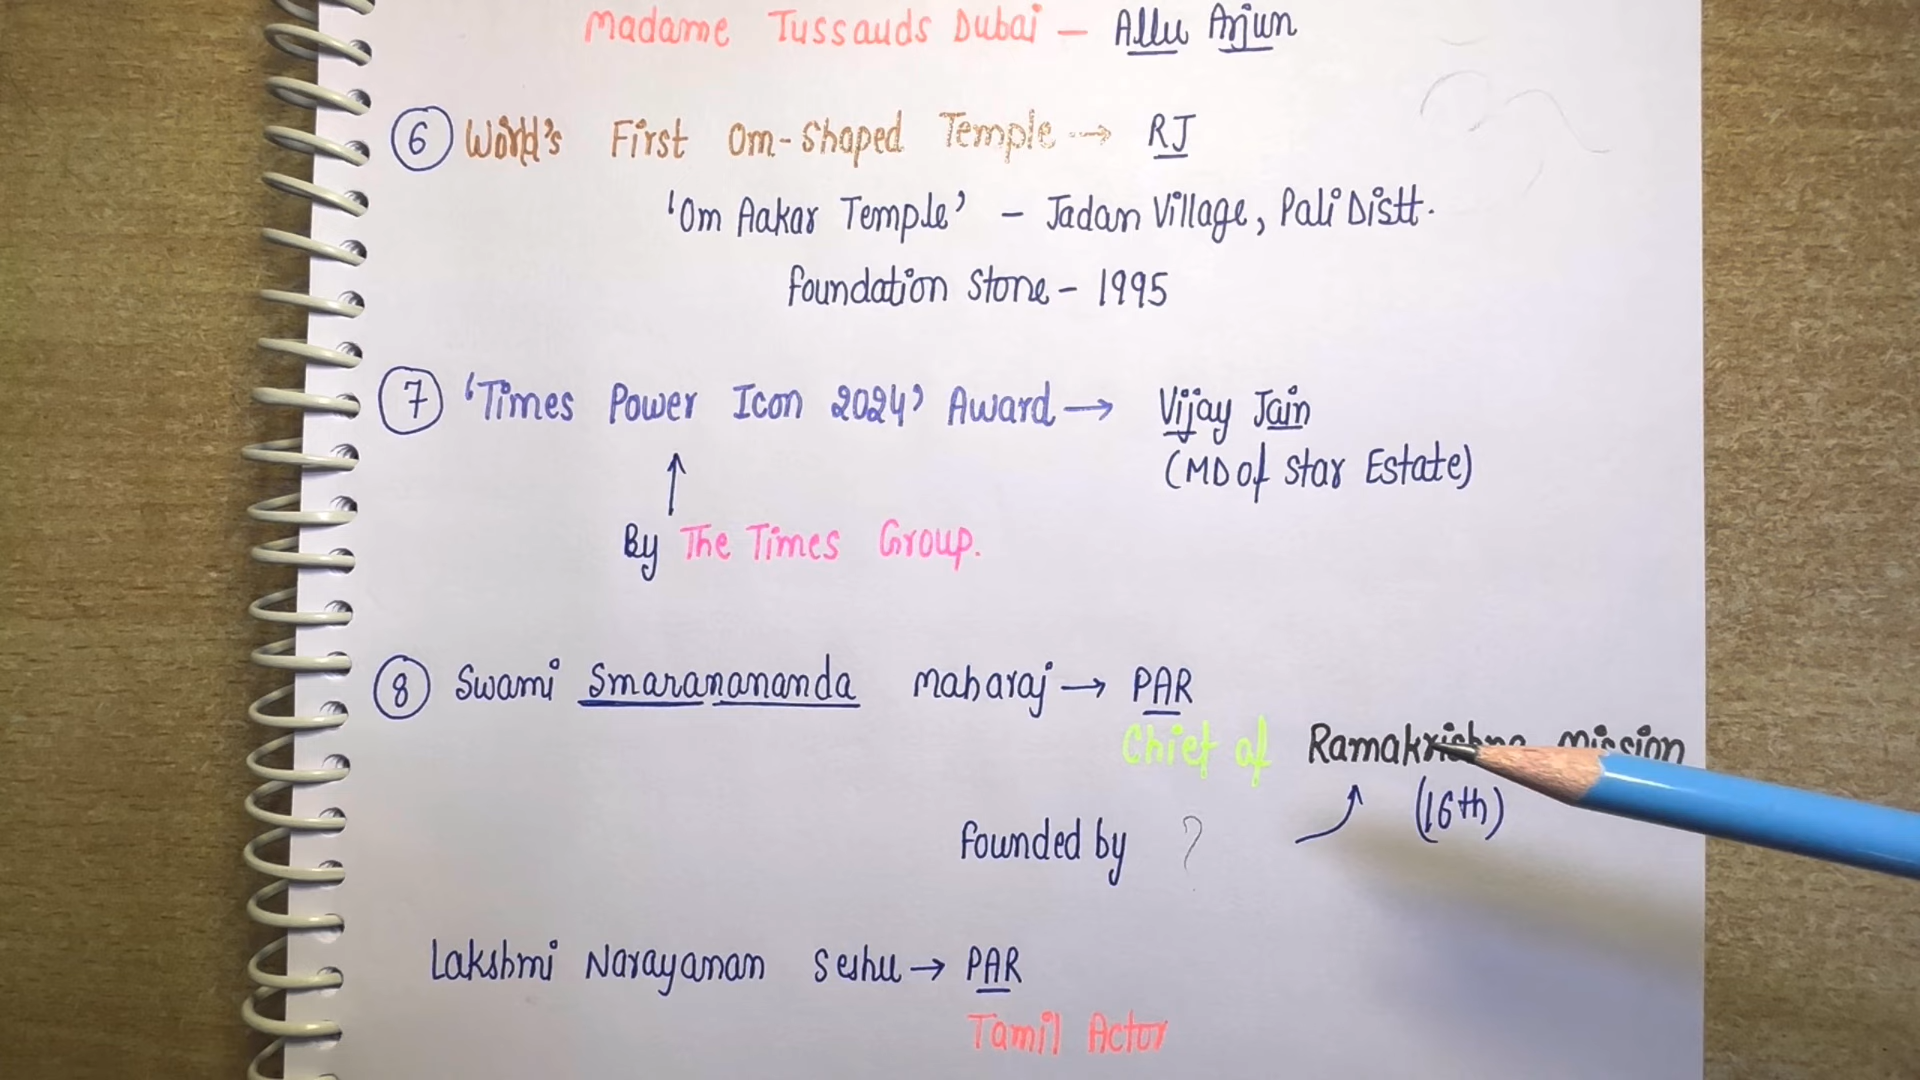 Madame Tussauds Dubai - Allu Arjun
6 World's First Om-Shaped Temple → RJ
'Om Aakar Temple' - Jadan Village, Pali Distt.
Foundation Stone - 1995
7 'Times Power Icon 2024' Award → Vijay Jain
(MD of Star Estate)
↑
By The Times Group.
8 Swami Smaranananda Maharaj → PAR
Chief of Ramakrishna Mission
(16th)
Founded by ?
Lakshmi Narayanan Seshu → PAR
Tamil Actor